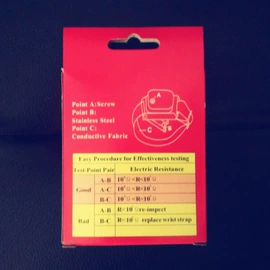 Point A:Screw
Point B:
Stainless Steel
Point C:
Conductive Fabric
A
C
B
Easy Procedure for Effectiveness testing
Test-Point Pair Electric Resistance
Good A-B
A-C
B-C
Bad A-B re-inspect
B-C replace wrist strap